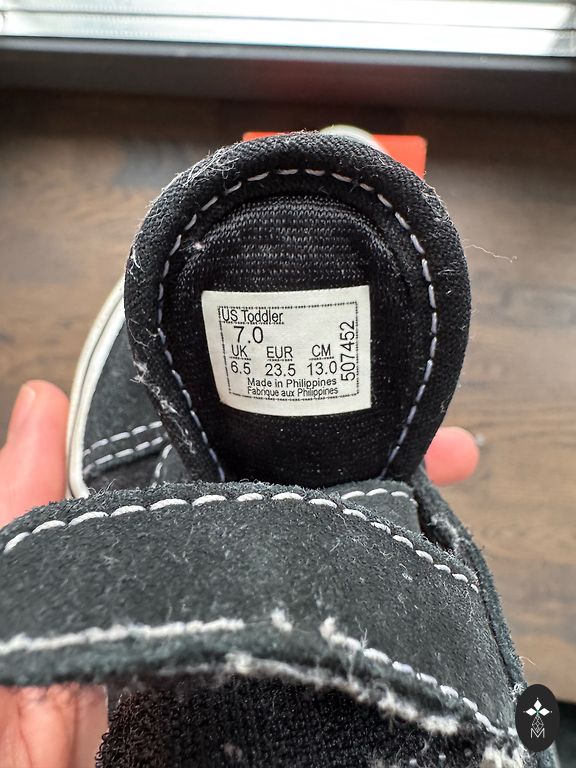 US Toddler
7.0
UK EUR CM
6.5 23.5 13.0
Made in Philippines
Fabrique aux Philippines
507452